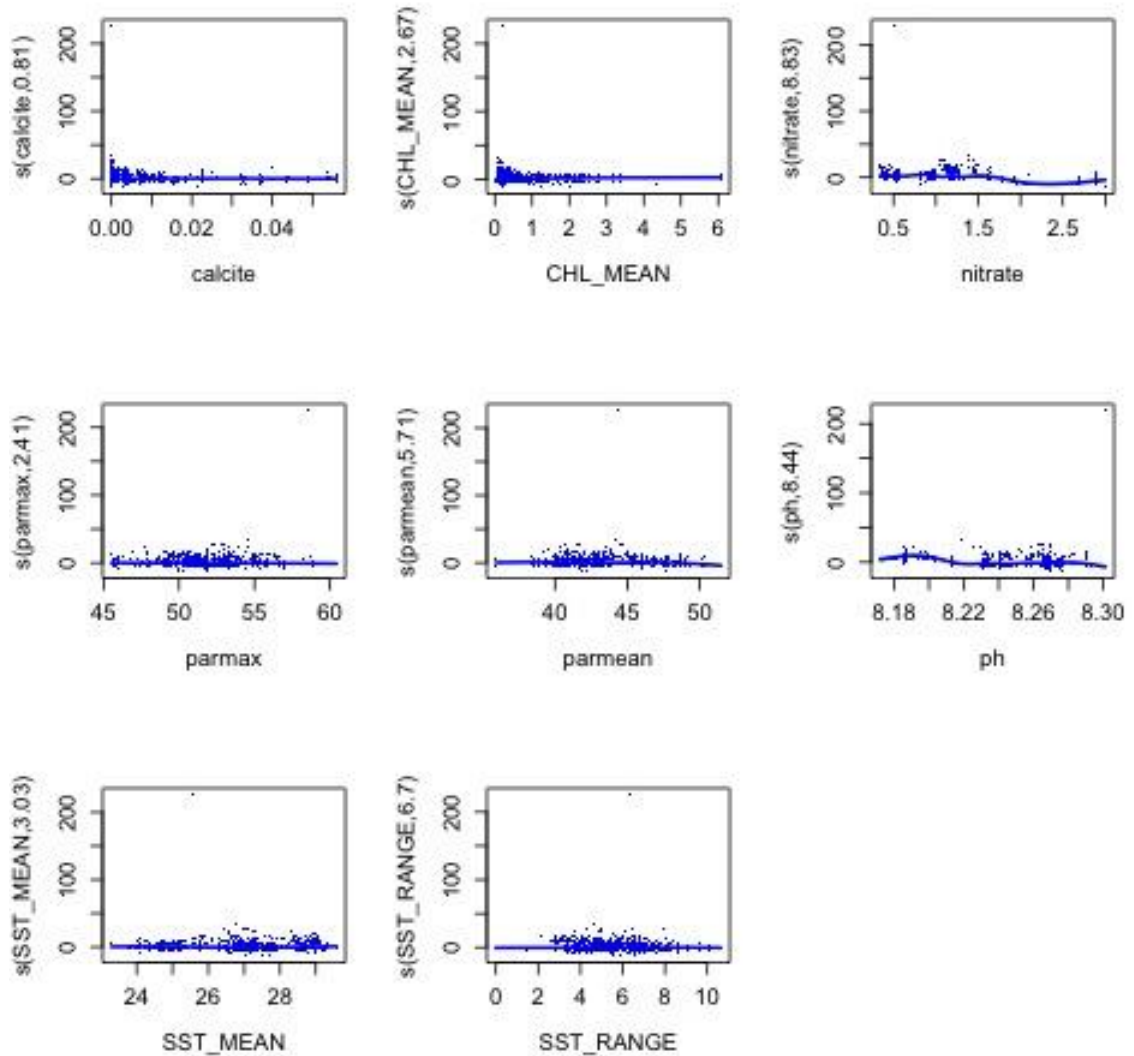 s(calcite,0.81)
200
100
0
0.00 0.02 0.04
calcite
s(CHL_MEAN,2.67)
200
100
0
0 1 2 3 4 5 6
CHL_MEAN
s(nitrate,8.83)
200
100
0
0.5 1.5 2.5
nitrate
s(parmax,2.41)
200
100
0
45 50 55 60
parmax
s(parmean,5.71)
200
100
0
40 45 50
parmean
s(ph,8.44)
200
100
0
8.18 8.22 8.26 8.30
ph
s(SST_MEAN,3.03)
200
100
0
24 26 28
SST_MEAN
s(SST_RANGE,6.7)
200
100
0
0 2 4 6 8 10
SST_RANGE